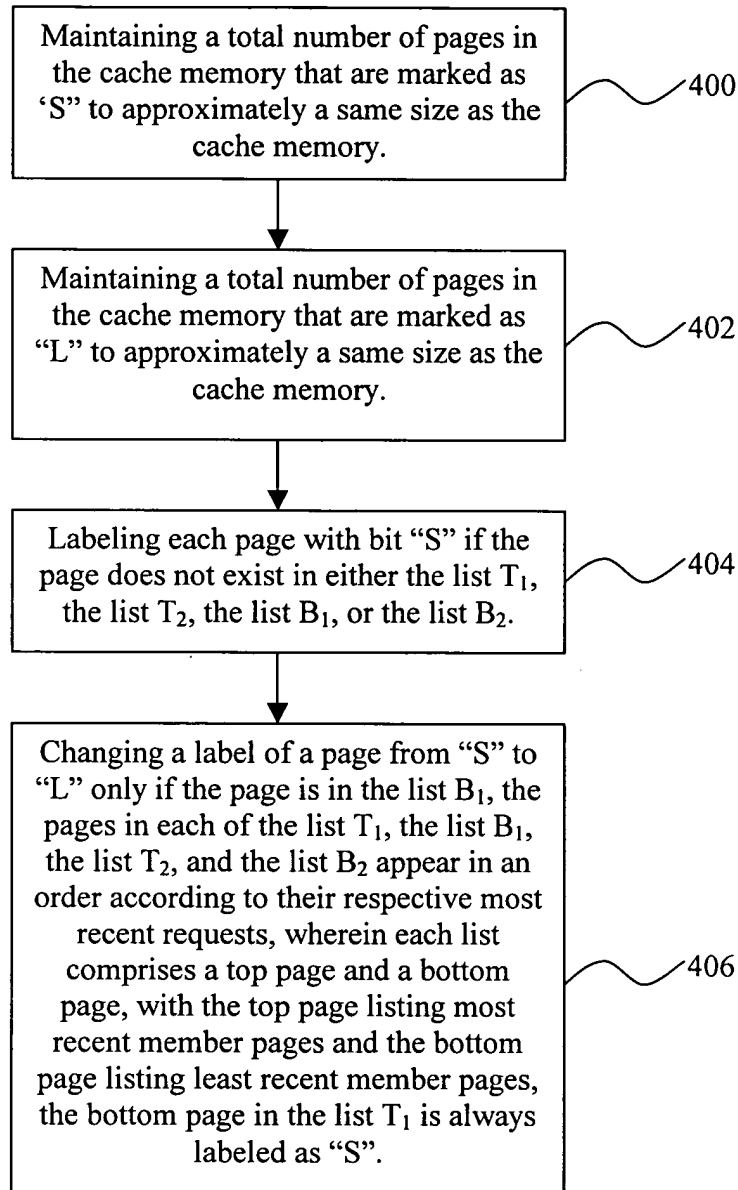 Maintaining a total number of pages in
the cache memory that are marked as
‘S” to approximately a same size as the
cache memory.
400
Maintaining a total number of pages in
the cache memory that are marked as
“L” to approximately a same size as the
cache memory.
402
Labeling each page with bit “S” if the
page does not exist in either the list T₁,
the list T₂, the list B₁, or the list B₂.
404
Changing a label of a page from “S” to
“L” only if the page is in the list B₁, the
pages in each of the list T₁, the list B₁,
the list T₂, and the list B₂ appear in an
order according to their respective most
recent requests, wherein each list
comprises a top page and a bottom
page, with the top page listing most
recent member pages and the bottom
page listing least recent member pages,
the bottom page in the list T₁ is always
labeled as “S”.
406